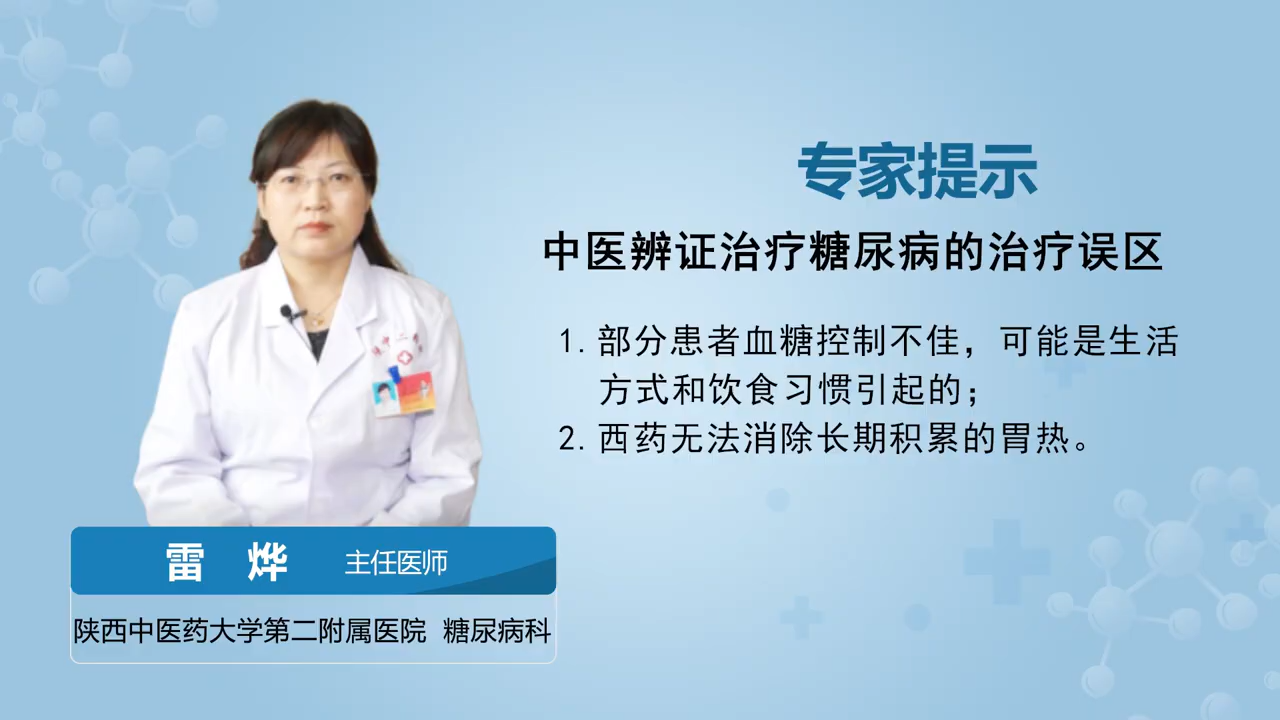 专家提示
中医辨证治疗糖尿病的治疗误区
1. 部分患者血糖控制不佳，可能是生活
方式和饮食习惯引起的；
2. 西药无法消除长期积累的胃热。
雷 烨 主任医师
陕西中医药大学第二附属医院 糖尿病科